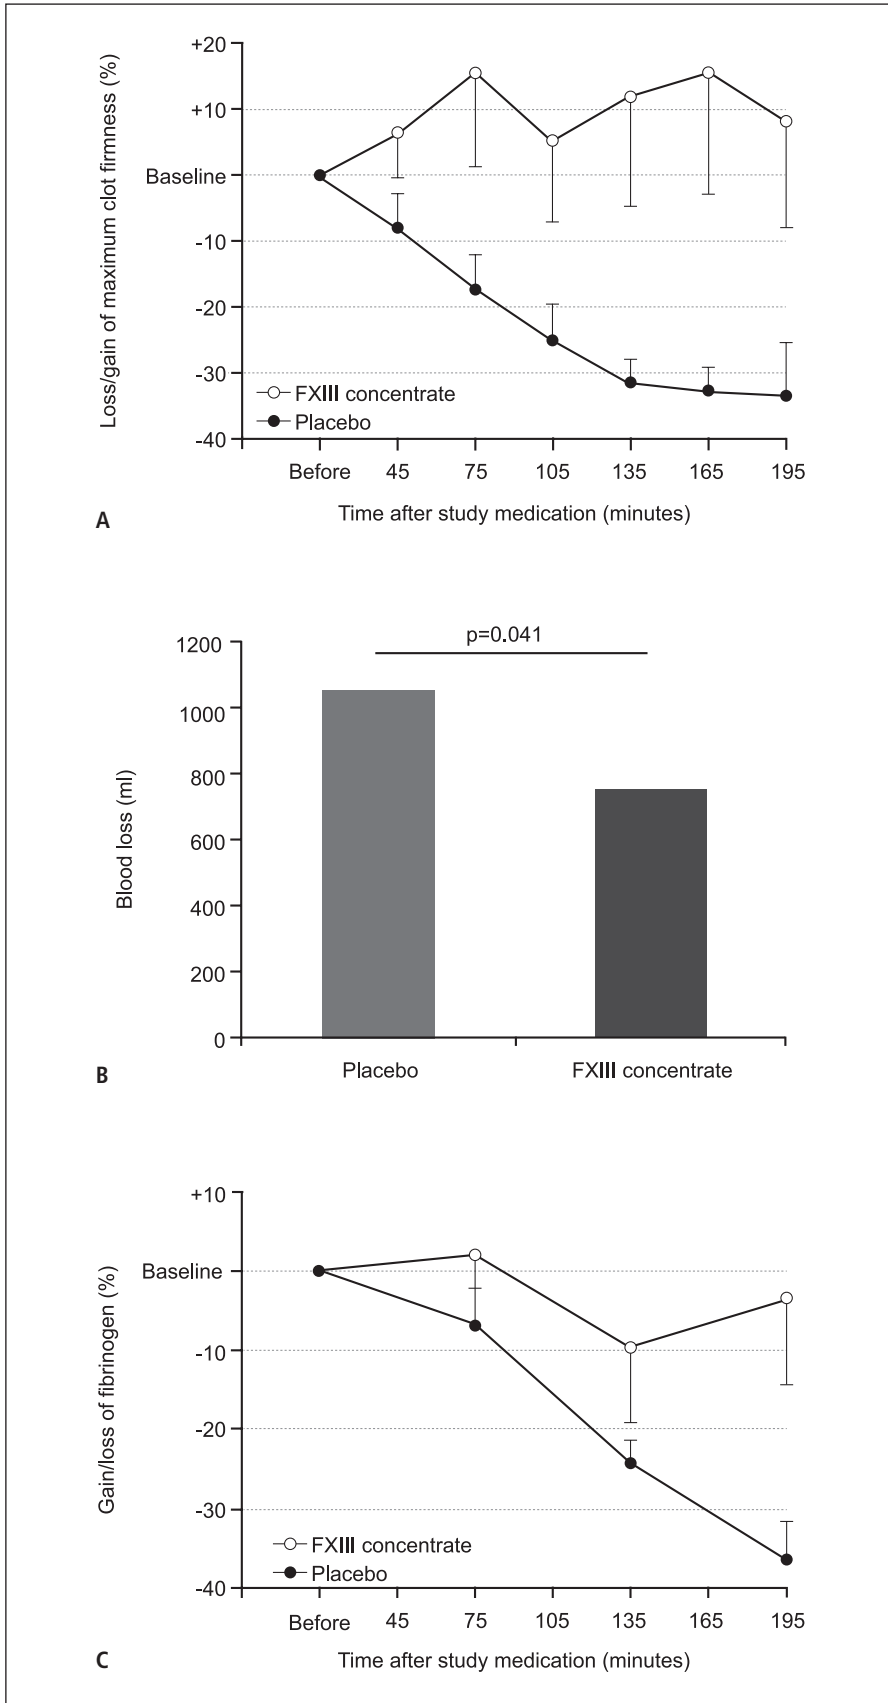 Loss/gain of maximum clot firmness (%)
+20
+10
Baseline
-10
-20
-30
-40
FXIII concentrate
Placebo
Before 45 75 105 135 165 195
Time after study medication (minutes)
A
p=0.041
Blood loss (ml)
1200
1000
800
600
400
200
0
Placebo FXIII concentrate
B
Gain/loss of fibrinogen (%)
+10
Baseline
-10
-20
-30
-40
FXIII concentrate
Placebo
Before 45 75 105 135 165 195
Time after study medication (minutes)
C